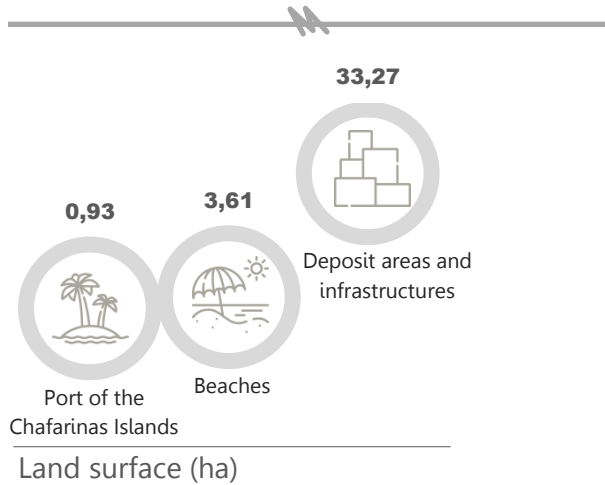 33,27
0,93
3,61
Deposit areas and
infrastructures
Beaches
Port of the
Chafarinas Islands
Land surface (ha)